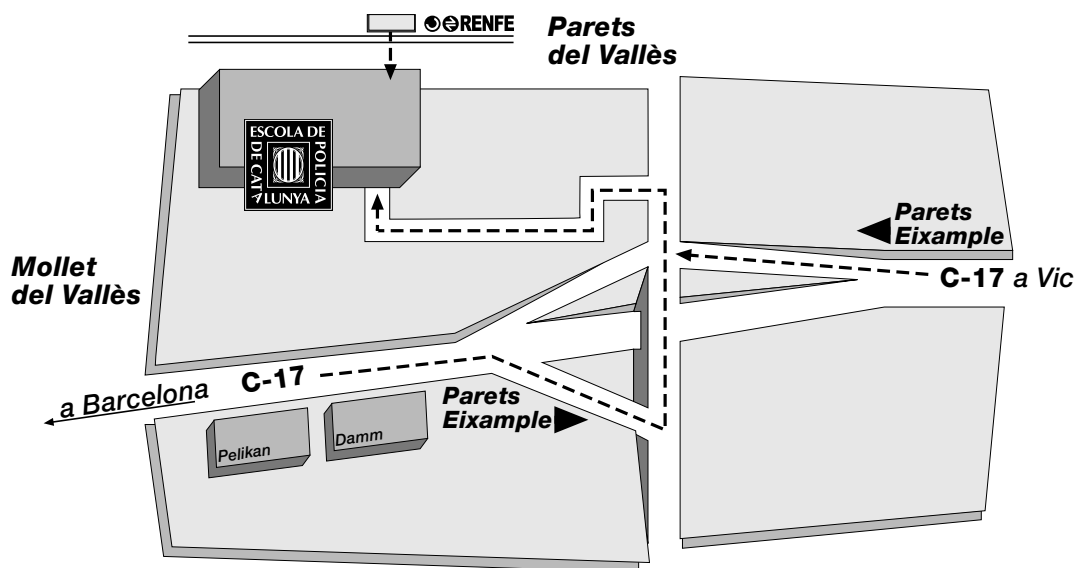 RENFE
Parets
del Vallès
ESCOLA DE
POLICIA
DE CATA
LUNYA
Parets
Eixample
Mollet
del Vallès
C-17 a Vic
C-17
a Barcelona
Parets
Eixample
Pelikan
Damm